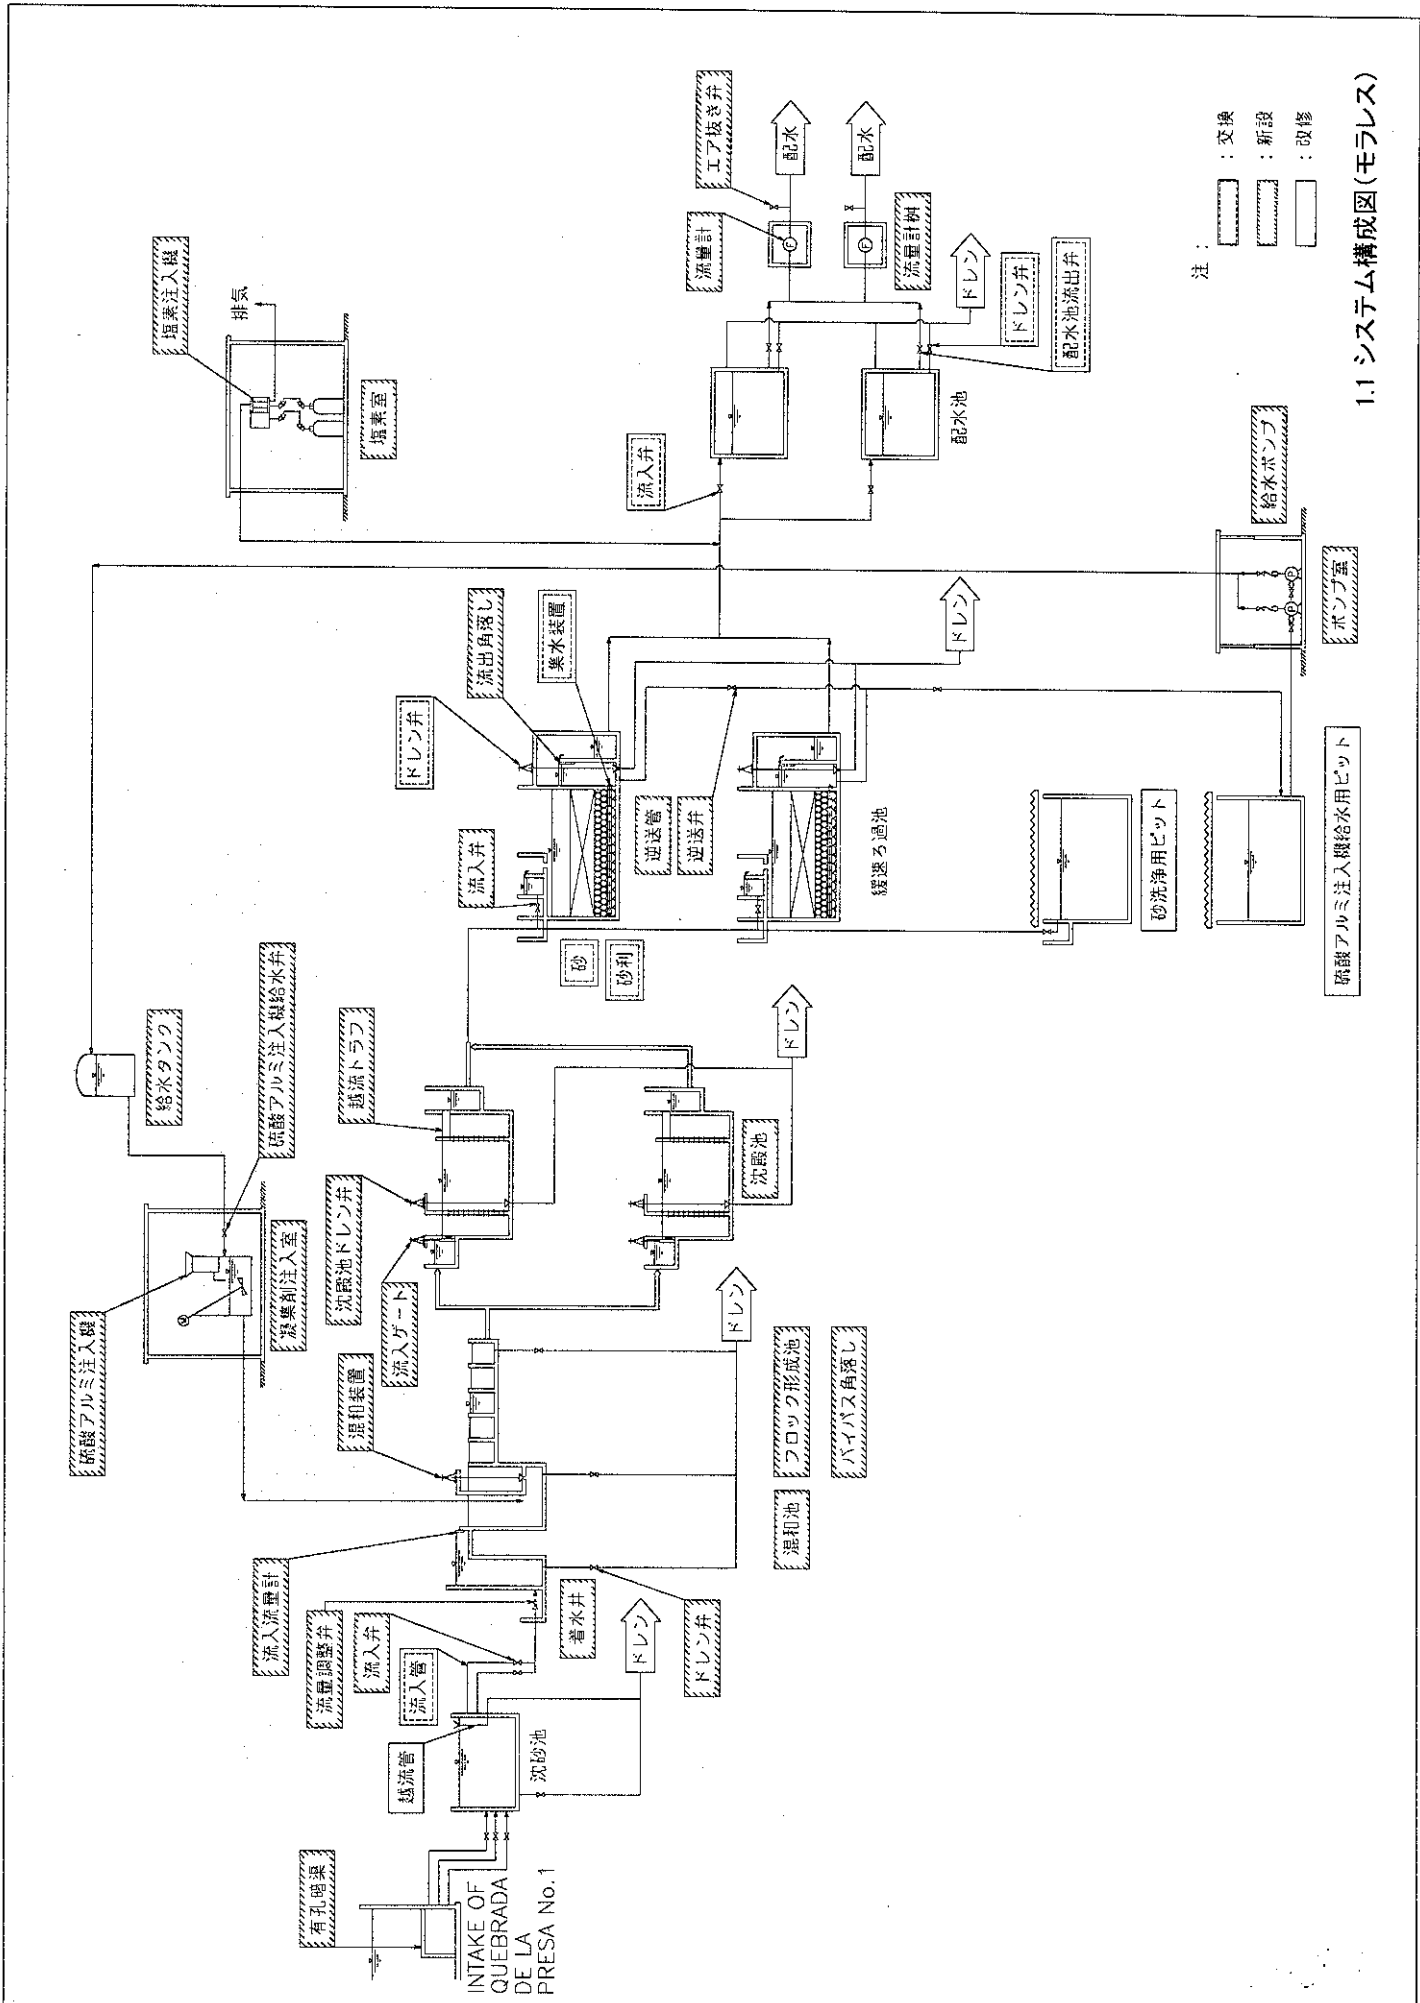 有孔暗渠
INTAKE OF
QUEBRADA
DE LA
PRESA No.1
越流管
沈砂池
ドレン
流入管
流入弁
流量調整弁
流入流量計
着水井
ドレン弁
硫酸アルミ注入機
凝集剤注入室
硫酸アルミ注入機給水弁
給水タンク
混和装置
混和池
フロック形成池
バイパス角落し
ドレン
流入ゲート
沈殿池ドレン弁
越流トラフ
沈殿池
ドレン
砂
砂利
流入弁
ドレン弁
流出角落し
集水装置
逆送管
逆送弁
緩速ろ過池
ドレン
砂洗浄用ピット
硫酸アルミ注入機給水用ピット
ポンプ室
給水ポンプ
P
P
M
塩素注入機
排気
塩素室
流入弁
配水池
配水池流出弁
ドレン弁
ドレン
流量計
F
F
流量計桝
エア抜き弁
配水
配水
注：
：交換
：新設
：改修
1.1 システム構成図(モラレス)